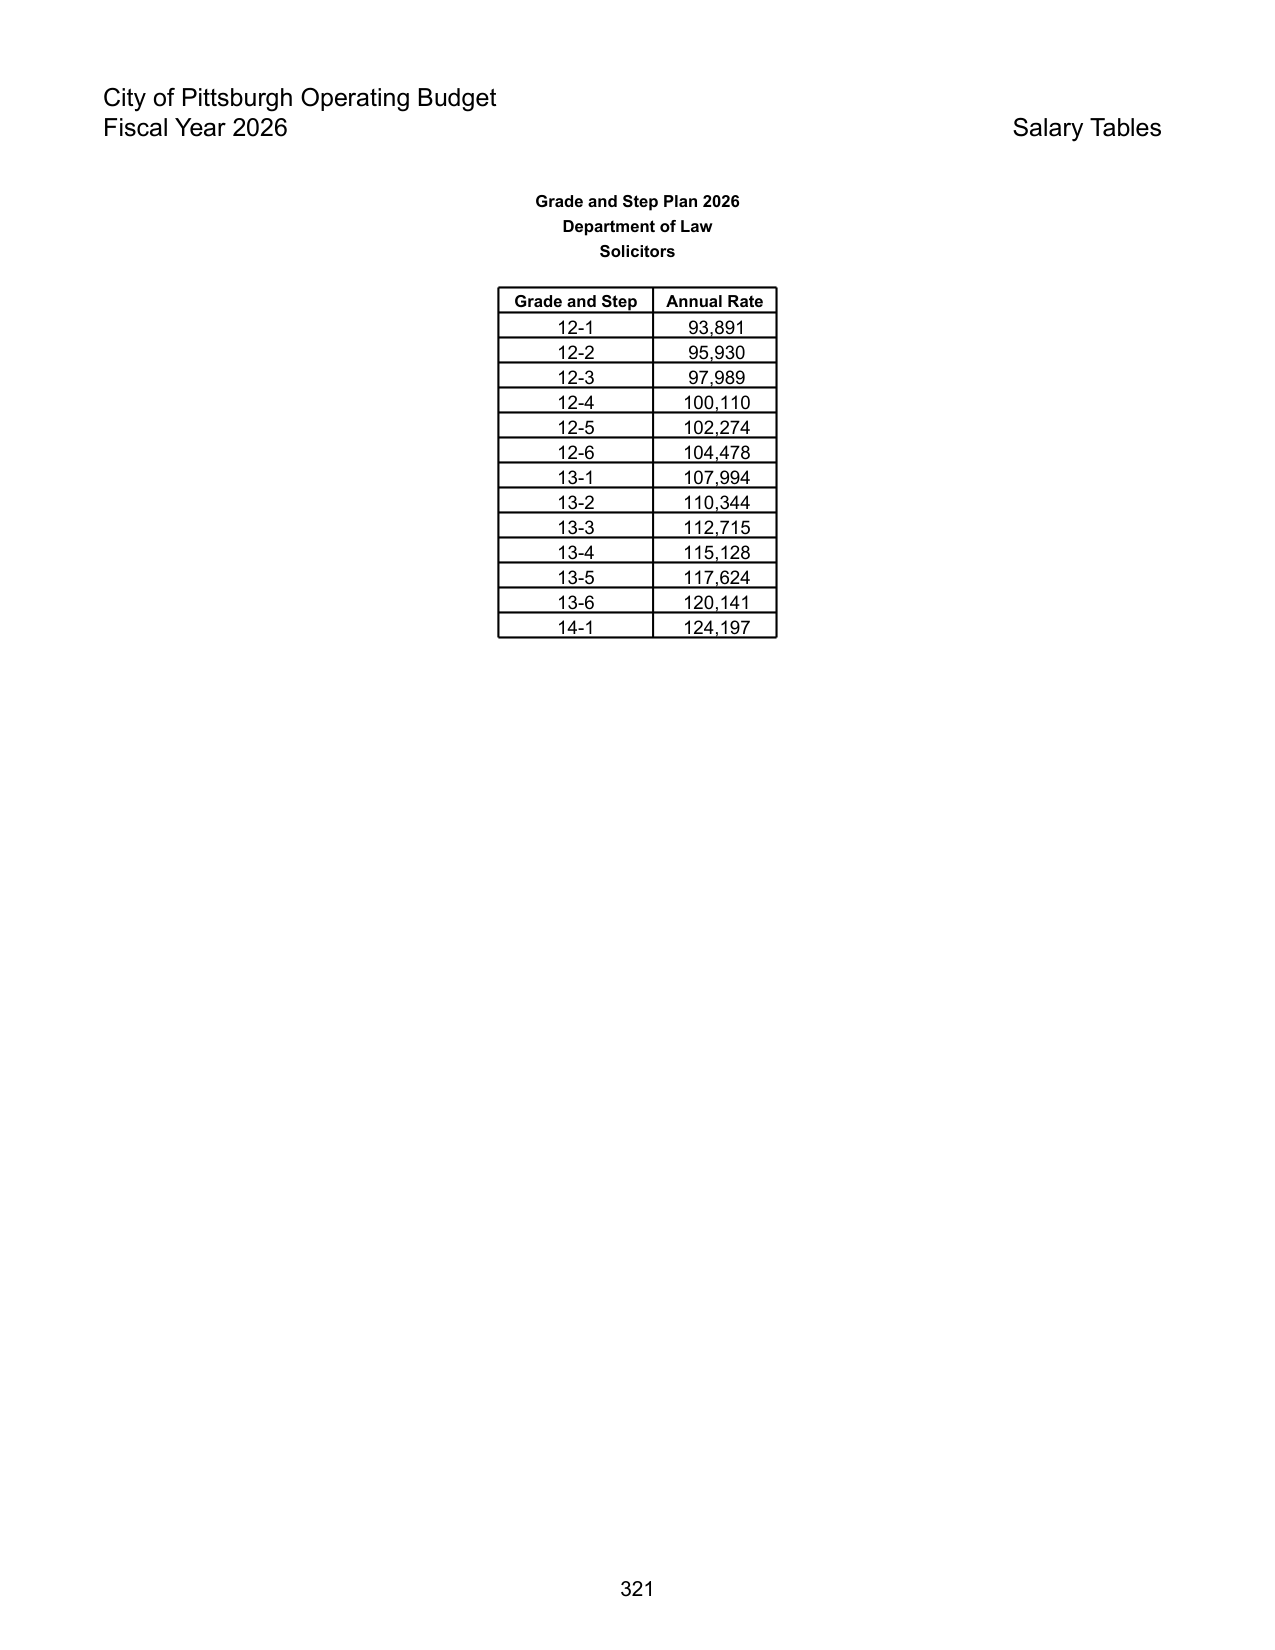 City of Pittsburgh Operating Budget
Fiscal Year 2026 Salary Tables
Grade and Step Plan 2026
Department of Law
Solicitors
Grade and Step Annual Rate
12-1 93,891
12-2 95,930
12-3 97,989
12-4 100,110
12-5 102,274
12-6 104,478
13-1 107,994
13-2 110,344
13-3 112,715
13-4 115,128
13-5 117,624
13-6 120,141
14-1 124,197
321